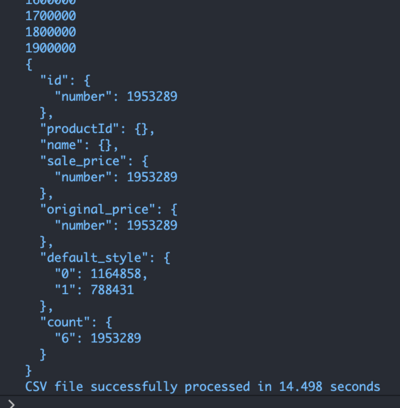 1600000
1700000
1800000
1900000
{
  "id": {
    "number": 1953289
  },
  "productId": {},
  "name": {},
  "sale_price": {
    "number": 1953289
  },
  "original_price": {
    "number": 1953289
  },
  "default_style": {
    "0": 1164858,
    "1": 788431
  },
  "count": {
    "6": 1953289
  }
}
CSV file successfully processed in 14.498 seconds
>